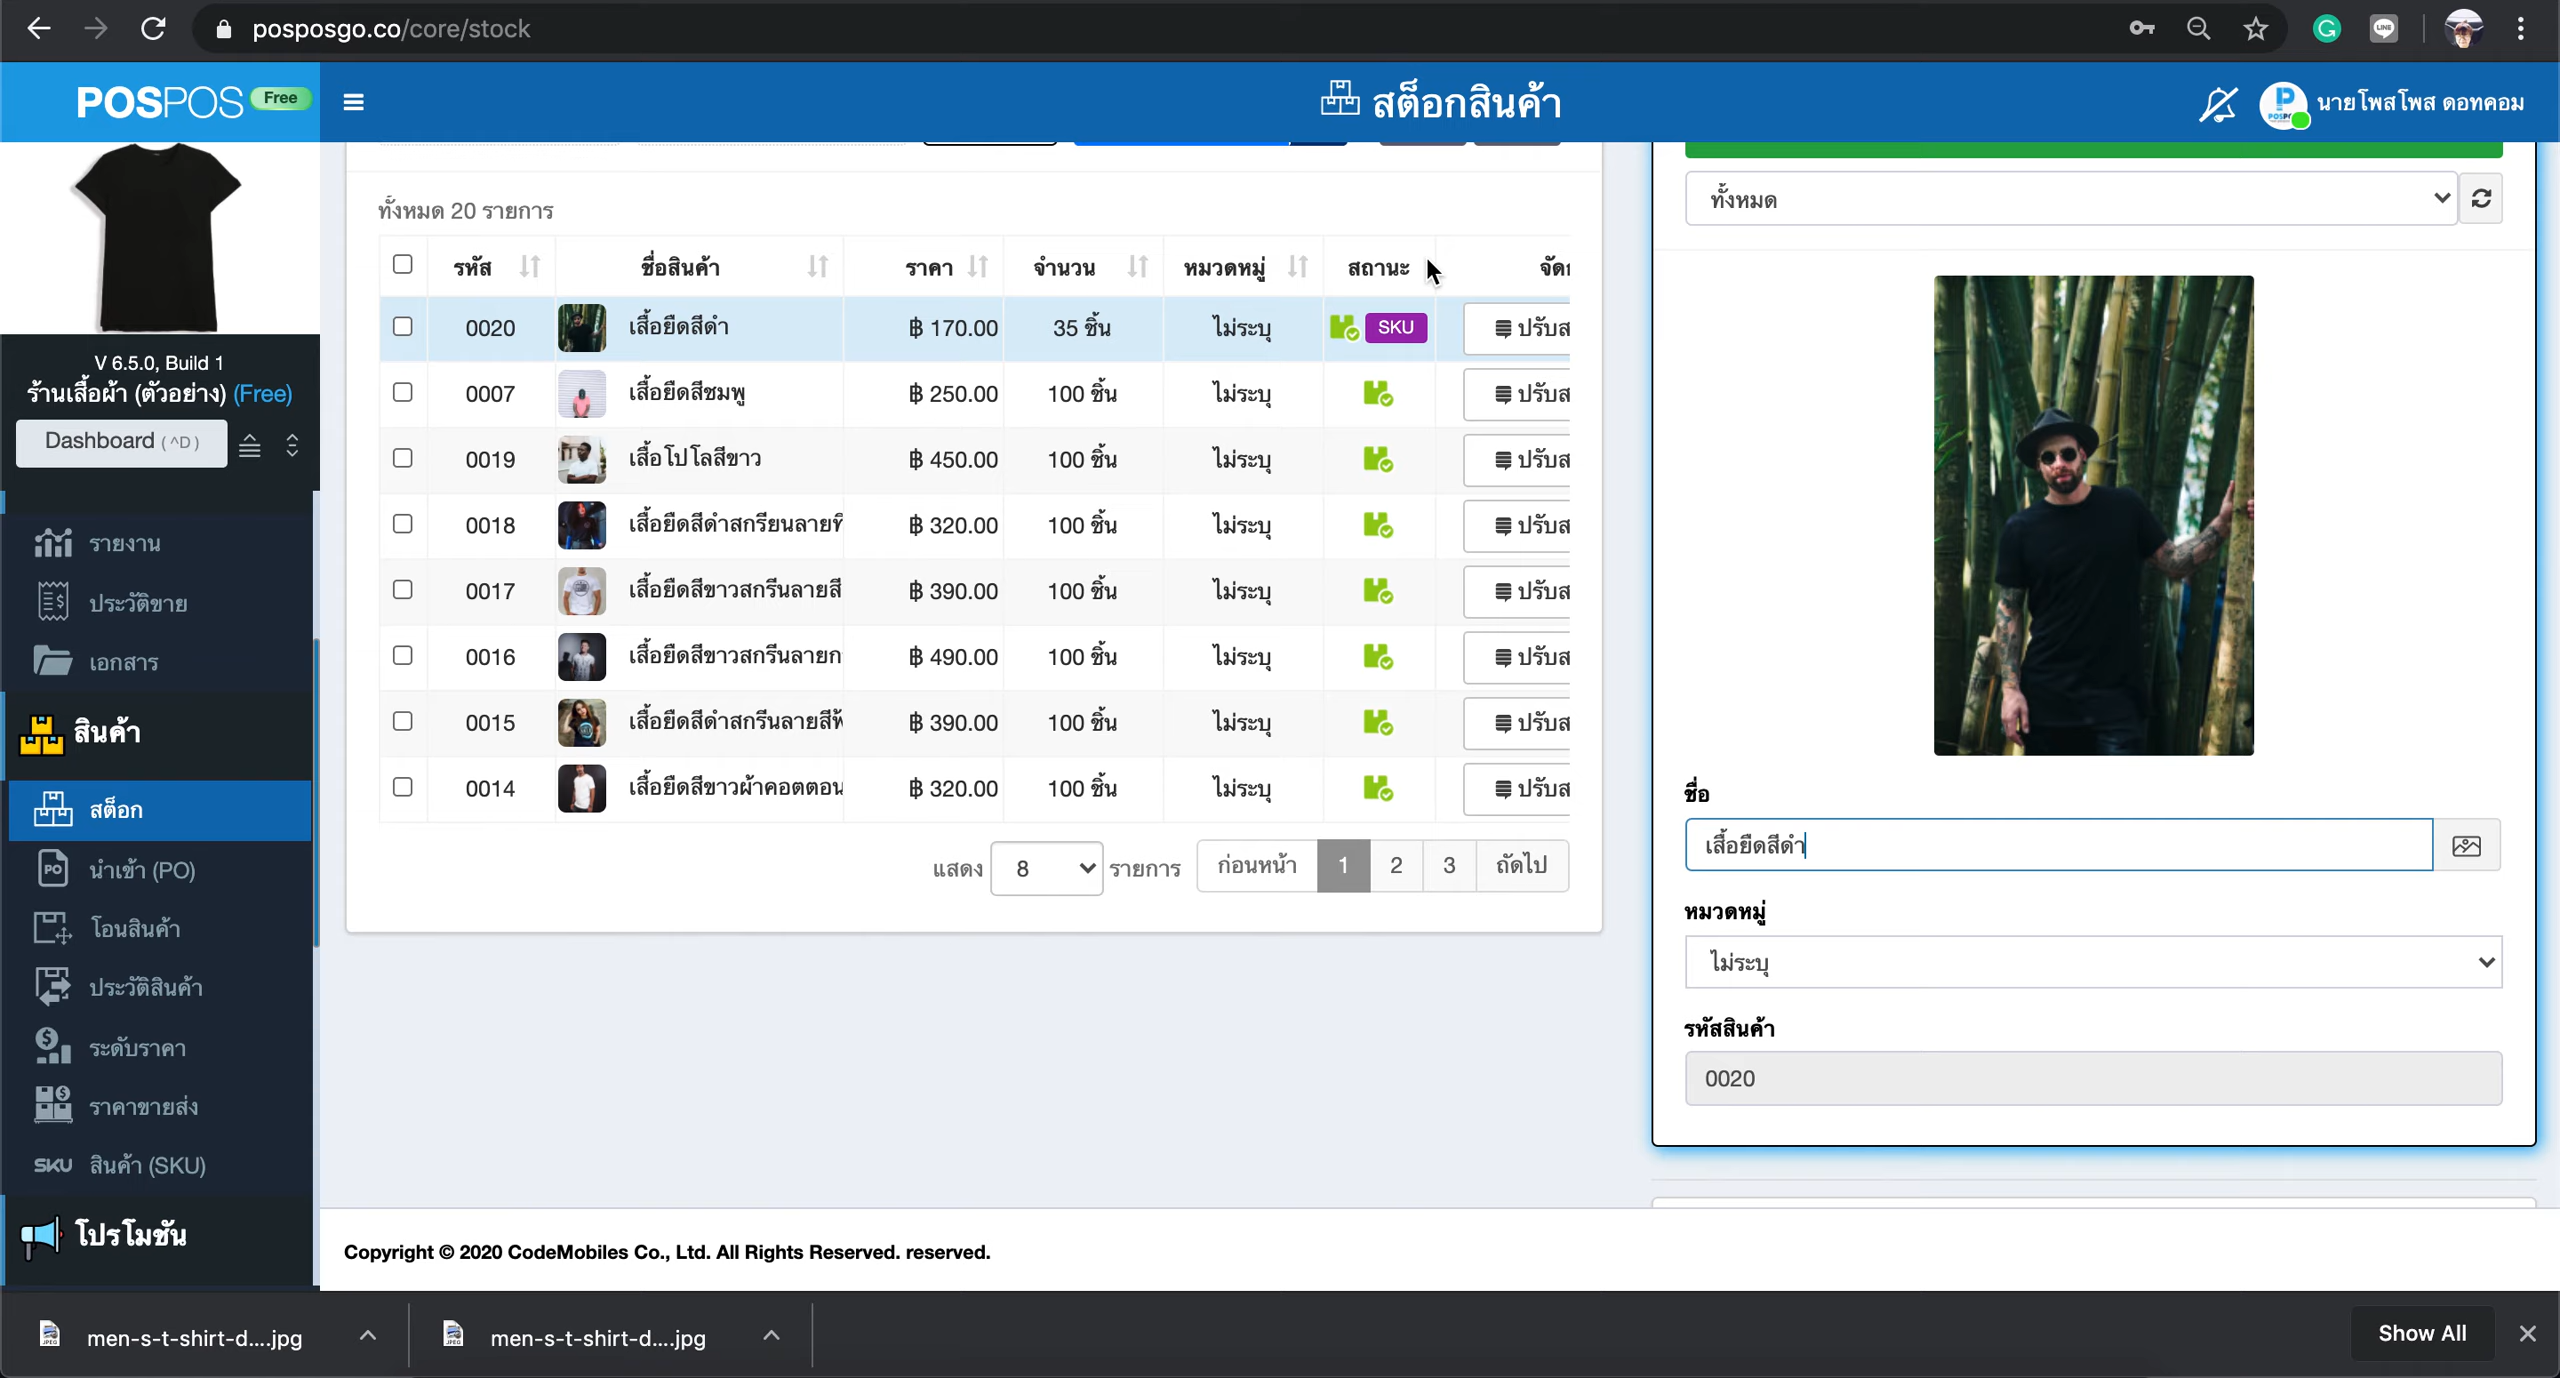 posposgo.co/core/stock
POSPOS Free
สต็อกสินค้า
นายโพสโพส ดอทคอม
V 6.5.0, Build 1
ร้านเสื้อผ้า (ตัวอย่าง) (Free)
Dashboard (^D)
รายงาน
ประวัติขาย
เอกสาร
สินค้า
สต็อก
นำเข้า (PO)
โอนสินค้า
ประวัติสินค้า
ระดับราคา
ราคาขายส่ง
SKU สินค้า (SKU)
โปรโมชัน
ทั้งหมด 20 รายการ
รหัส ชื่อสินค้า ราคา จำนวน หมวดหมู่ สถานะ
0020 เสื้อยืดสีดำ ฿ 170.00 35 ชิ้น ไม่ระบุ SKU
0007 เสื้อยืดสีชมพู ฿ 250.00 100 ชิ้น ไม่ระบุ
0019 เสื้อโปโลสีขาว ฿ 450.00 100 ชิ้น ไม่ระบุ
0018 ฿ 320.00 100 ชิ้น ไม่ระบุ
0017 ฿ 390.00 100 ชิ้น ไม่ระบุ
0016 ฿ 490.00 100 ชิ้น ไม่ระบุ
0015 ฿ 390.00 100 ชิ้น ไม่ระบุ
0014 เสื้อยืดสีขาวผ้าคอตตอน ฿ 320.00 100 ชิ้น ไม่ระบุ
แสดง 8 รายการ ก่อนหน้า 1 2 3 ถัดไป
ทั้งหมด
ชื่อ
เสื้อยืดสีดำ
หมวดหมู่
ไม่ระบุ
รหัสสินค้า
0020
Copyright © 2020 CodeMobiles Co., Ltd. All Rights Reserved. reserved.
men-s-t-shirt-d....jpg
men-s-t-shirt-d....jpg
Show All